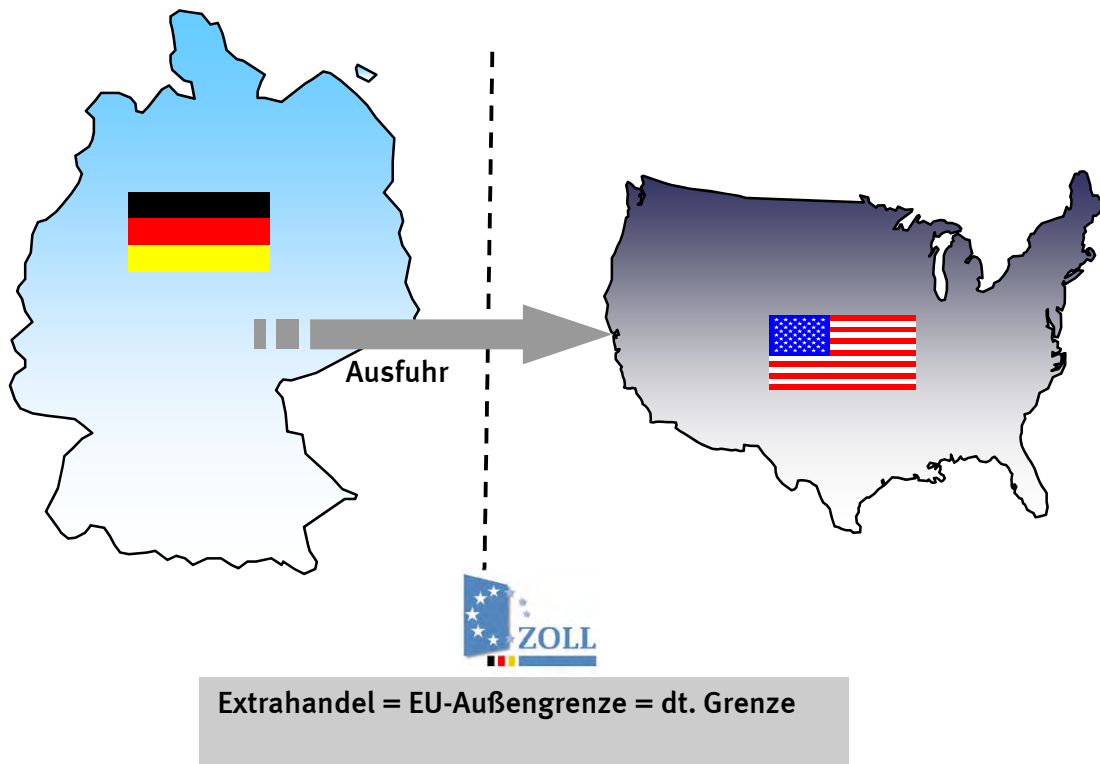 Ausfuhr
ZOLL
Extrahandel = EU-Außengrenze = dt. Grenze